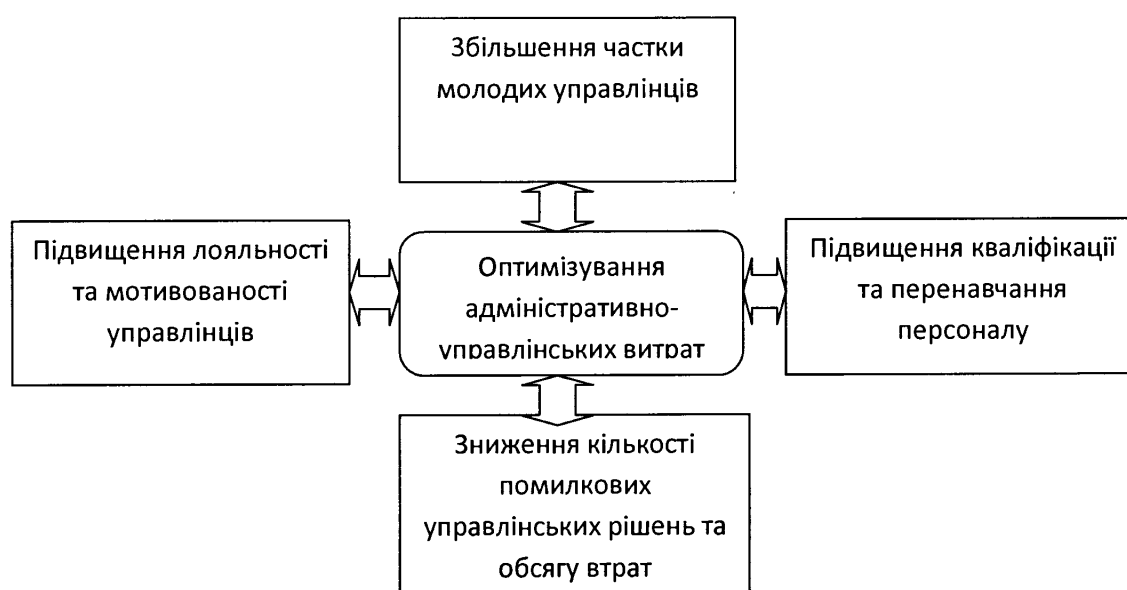 Збільшення частки
молодих управлінців
Підвищення лояльності
та мотивованості
управлінців
Оптимізування
адміністративно-
управлінських витрат
Підвищення кваліфікації
та перенавчання
персоналу
Зниження кількості
помилкових
управлінських рішень та
обсягу втрат